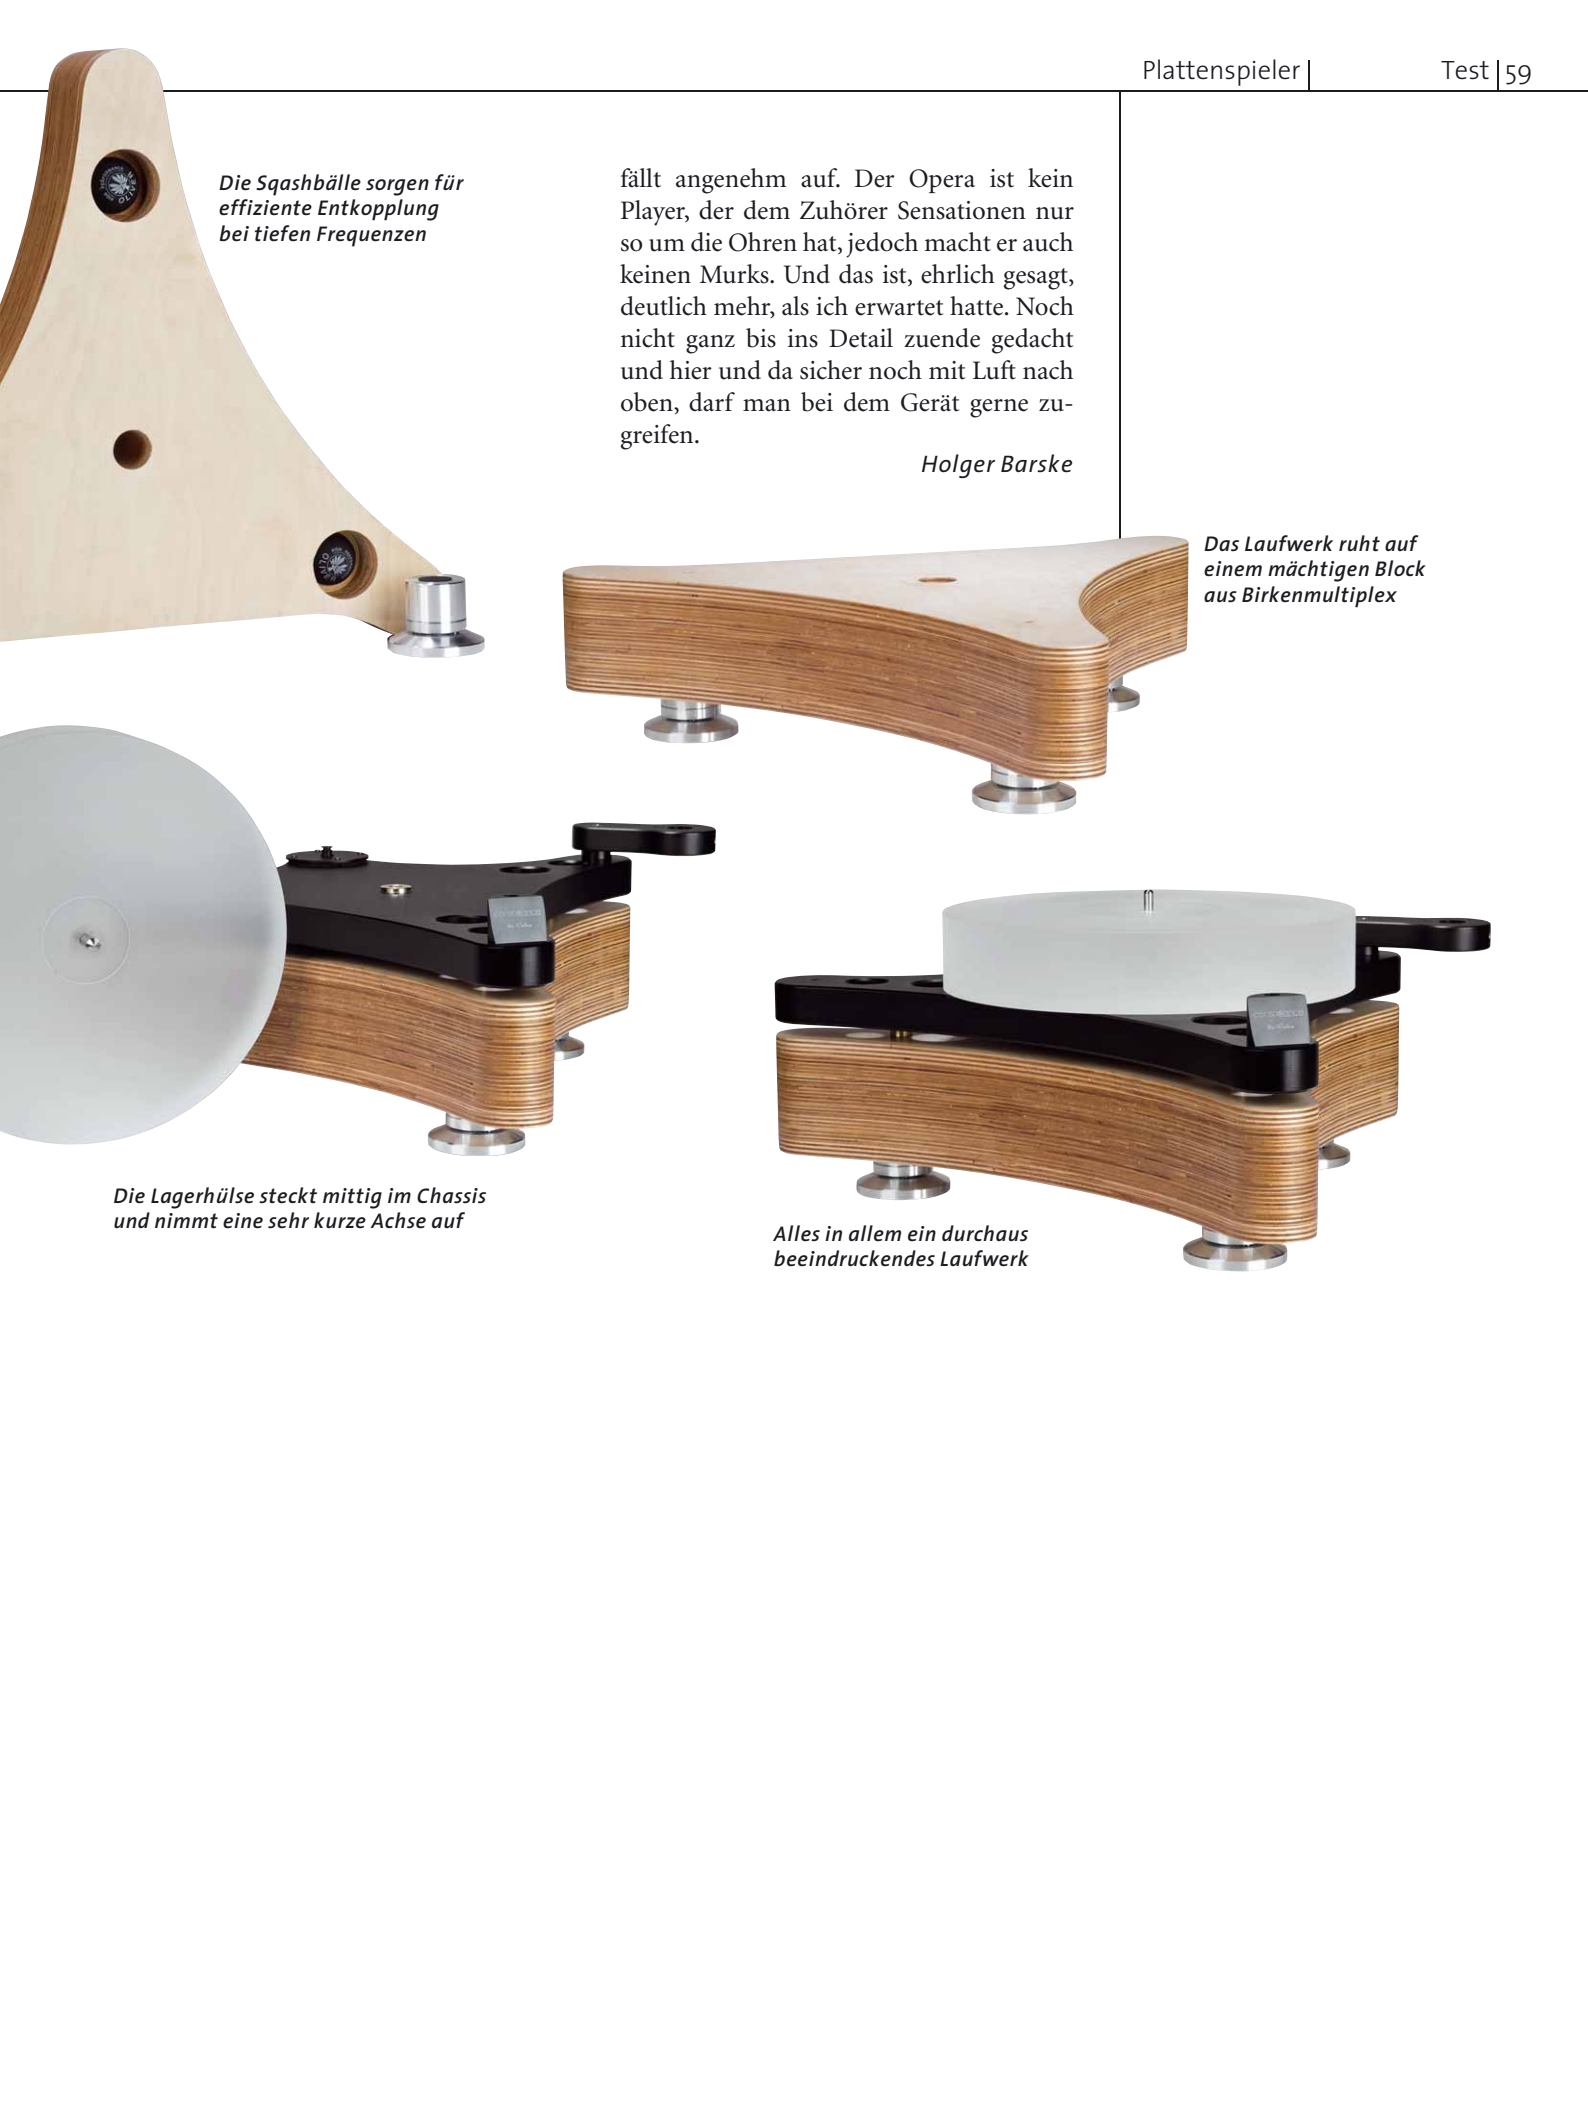 Plattenspieler
Test 59
Die Sqashbälle sorgen für
effiziente Entkopplung
bei tiefen Frequenzen
fällt angenehm auf. Der Opera ist kein
Player, der dem Zuhörer Sensationen nur
so um die Ohren hat, jedoch macht er auch
keinen Murks. Und das ist, ehrlich gesagt,
deutlich mehr, als ich erwartet hatte. Noch
nicht ganz bis ins Detail zuende gedacht
und hier und da sicher noch mit Luft nach
oben, darf man bei dem Gerät gerne zu-
greifen.
Holger Barske
Das Laufwerk ruht auf
einem mächtigen Block
aus Birkenmultiplex
Die Lagerhülse steckt mittig im Chassis
und nimmt eine sehr kurze Achse auf
Alles in allem ein durchaus
beeindruckendes Laufwerk